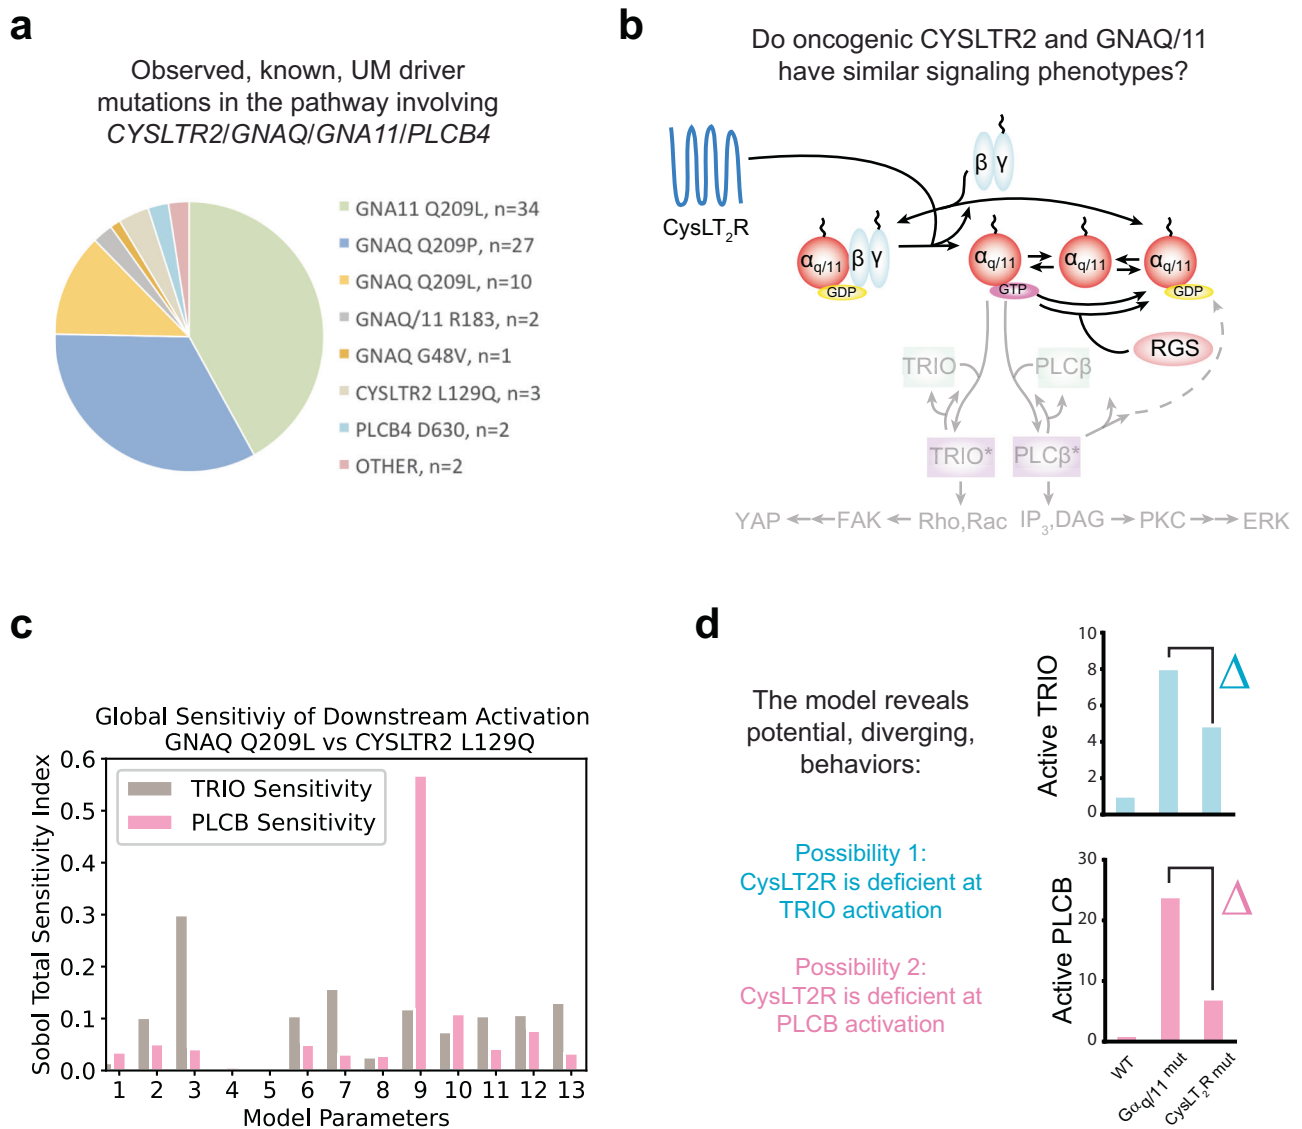 a
Observed, known, UM driver
mutations in the pathway involving
CYSLTR2/GNAQ/GNA11/PLCB4
GNA11 Q209L, n=34
GNAQ Q209P, n=27
GNAQ Q209L, n=10
GNAQ/11 R183, n=2
GNAQ G48V, n=1
CYSLTR2 L129Q, n=3
PLCB4 D630, n=2
OTHER, n=2
b
Do oncogenic CYSLTR2 and GNAQ/11
have similar signaling phenotypes?
CysLT2R
β γ
αq/11 β γ
GDP
αq/11
GTP
αq/11
αq/11
GDP
RGS
TRIO
PLCβ
TRIO*
PLCβ*
YAP FAK Rho,Rac IP3,DAG PKC ERK
c
Global Sensitiviy of Downstream Activation
GNAQ Q209L vs CYSLTR2 L129Q
TRIO Sensitivity
PLCB Sensitivity
Sobol Total Sensitivity Index
0.6
0.5
0.4
0.3
0.2
0.1
0.0
1 2 3 4 5 6 7 8 9 10 11 12 13
Model Parameters
d
The model reveals
potential, diverging,
behaviors:
Possibility 1:
CysLT2R is deficient at
TRIO activation
Possibility 2:
CysLT2R is deficient at
PLCB activation
Active TRIO
10
8
6
4
2
0
Δ
Active PLCB
30
20
10
0
Δ
WT
Gαq/11 mut
CysLT2R mut